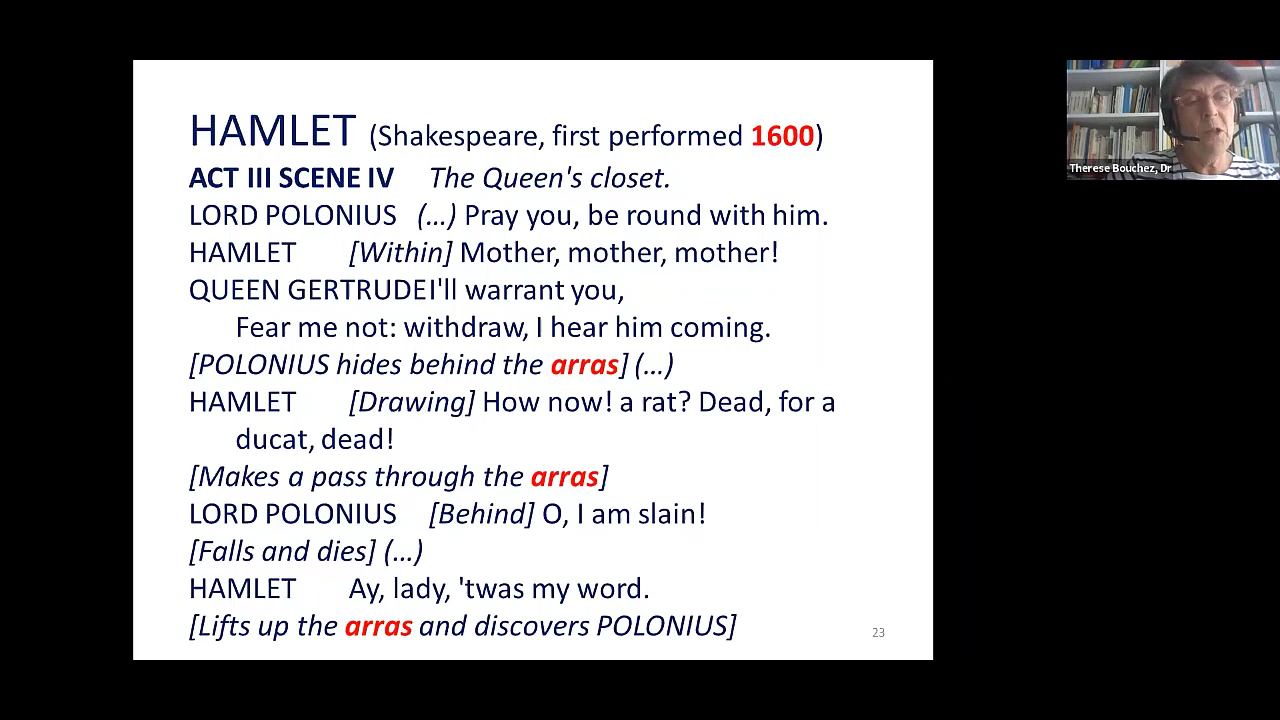 HAMLET (Shakespeare, first performed 1600)
ACT III SCENE IV The Queen's closet.
LORD POLONIUS (…) Pray you, be round with him.
HAMLET [Within] Mother, mother, mother!
QUEEN GERTRUDEI'll warrant you,
Fear me not: withdraw, I hear him coming.
[POLONIUS hides behind the arras] (…)
HAMLET [Drawing] How now! a rat? Dead, for a
ducat, dead!
[Makes a pass through the arras]
LORD POLONIUS [Behind] O, I am slain!
[Falls and dies] (…)
HAMLET Ay, lady, 'twas my word.
[Lifts up the arras and discovers POLONIUS]
23
Therese Bouchez, Dr